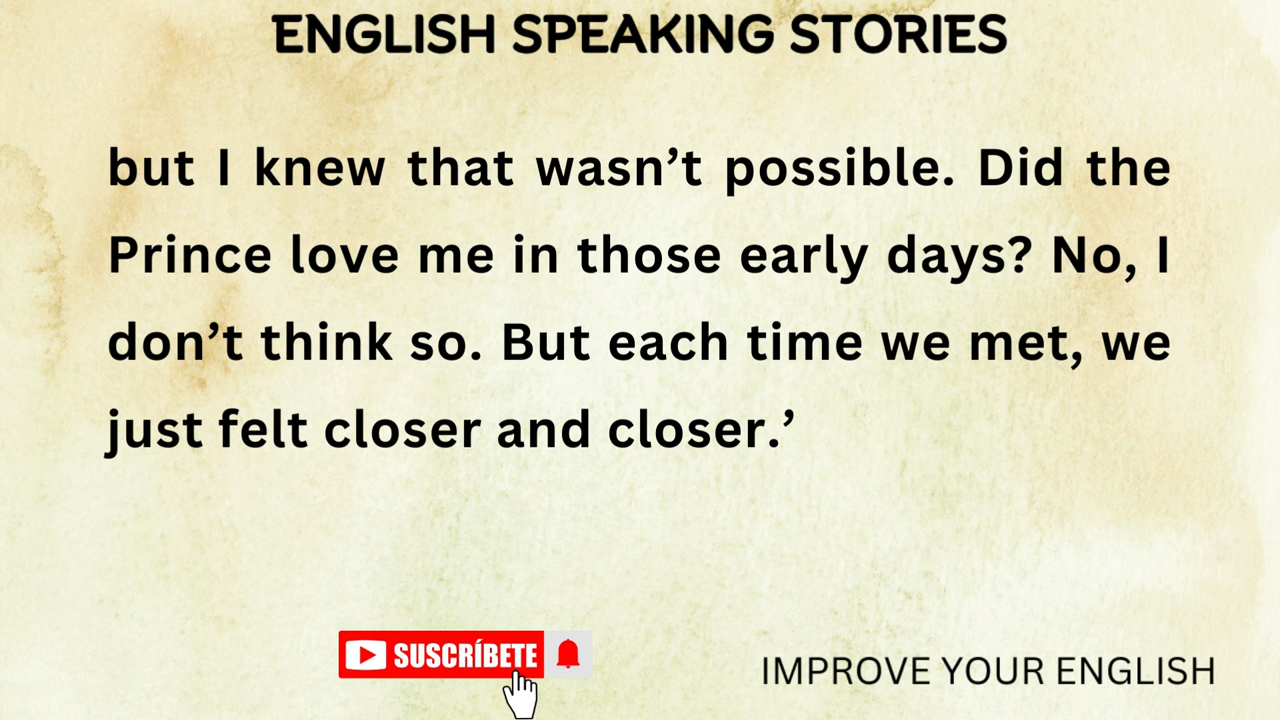 ENGLISH SPEAKING STORIES
but I knew that wasn’t possible. Did the
Prince love me in those early days? No, I
don’t think so. But each time we met, we
just felt closer and closer.’
SUSCRÍBETE
IMPROVE YOUR ENGLISH